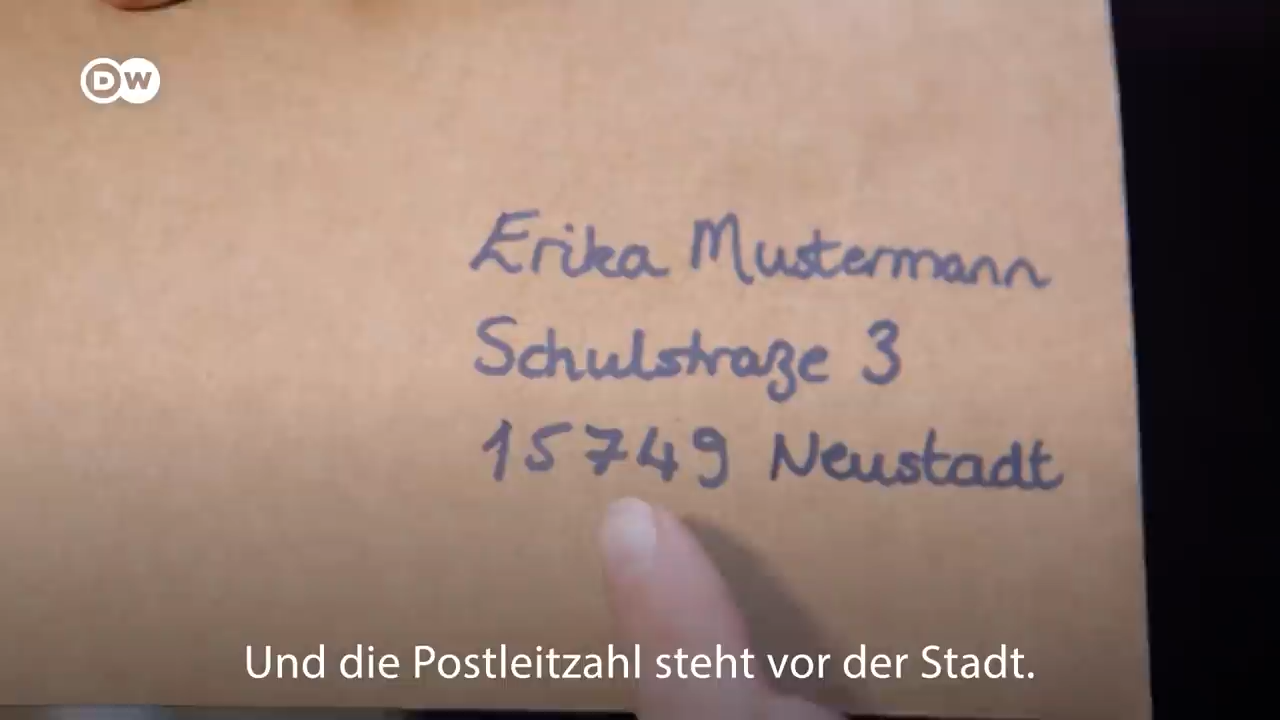 DW
Erika Mustermann
Schulstraße 3
15749 Neustadt
Und die Postleitzahl steht vor der Stadt.